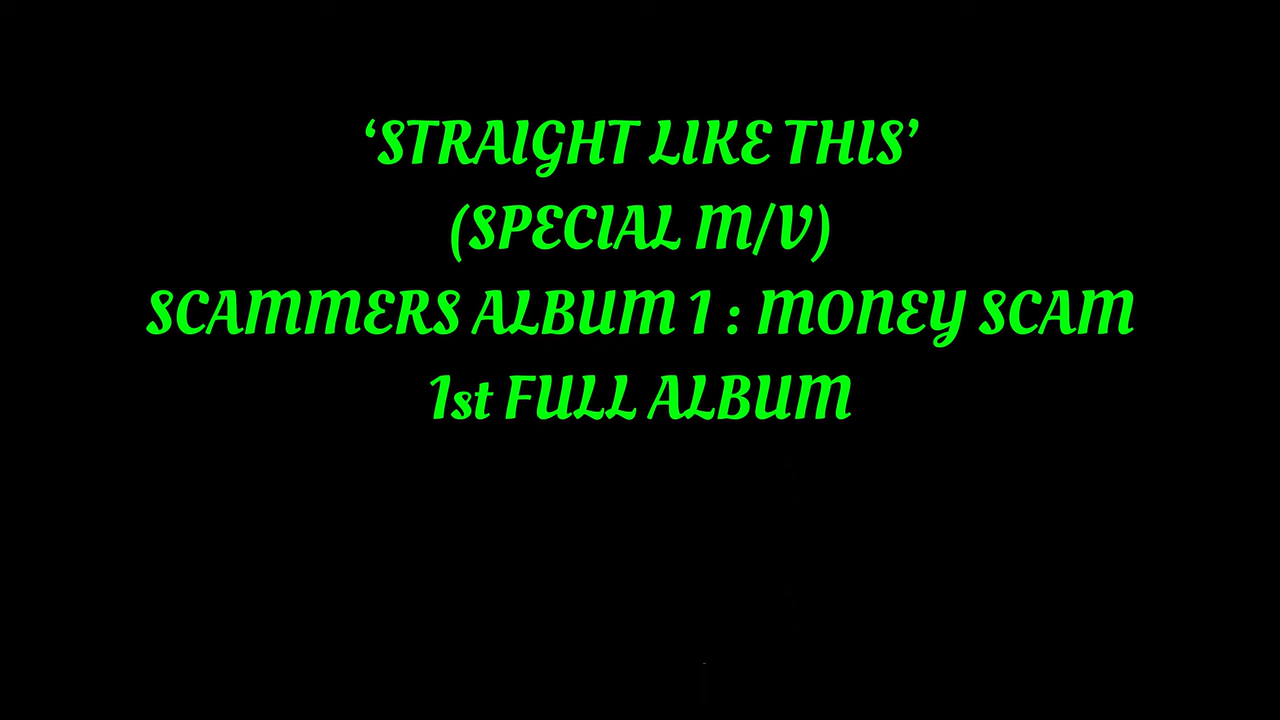 ‘STRAIGHT LIKE THIS’
(SPECIAL M/V)
SCAMMERS ALBUM 1 : MONEY SCAM
1st FULL ALBUM